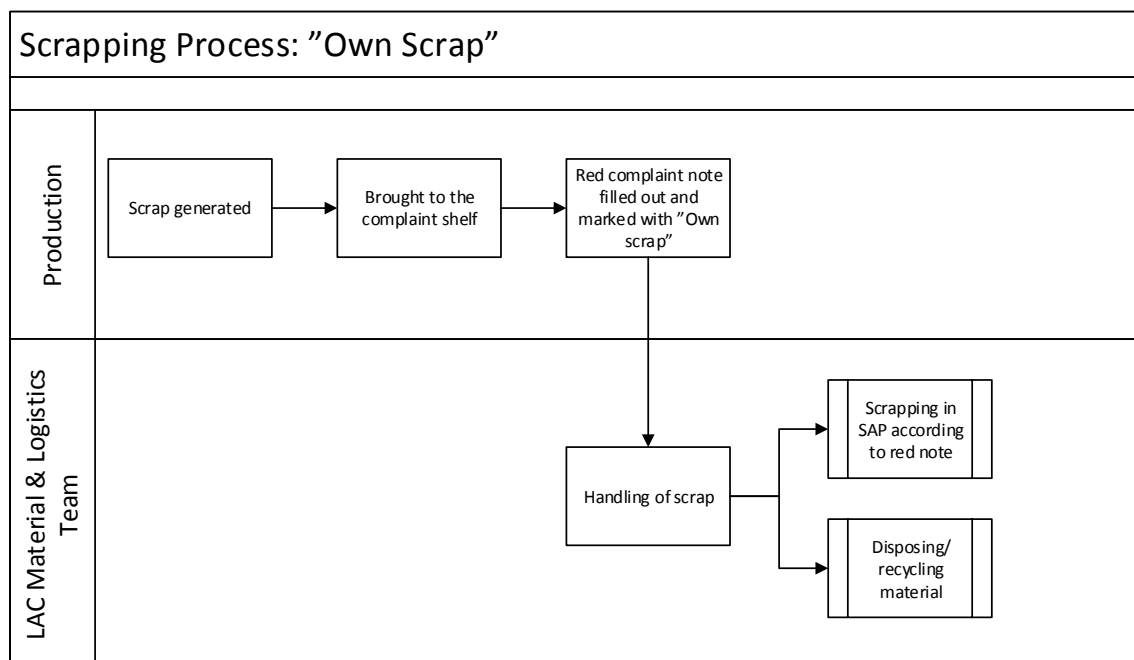 Scrapping Process: ”Own Scrap”
Production
Scrap generated
Brought to the
complaint shelf
Red complaint note
filled out and
marked with ”Own
scrap”
LAC Material & Logistics
Team
Handling of scrap
Scrapping in
SAP according
to red note
Disposing/
recycling
material